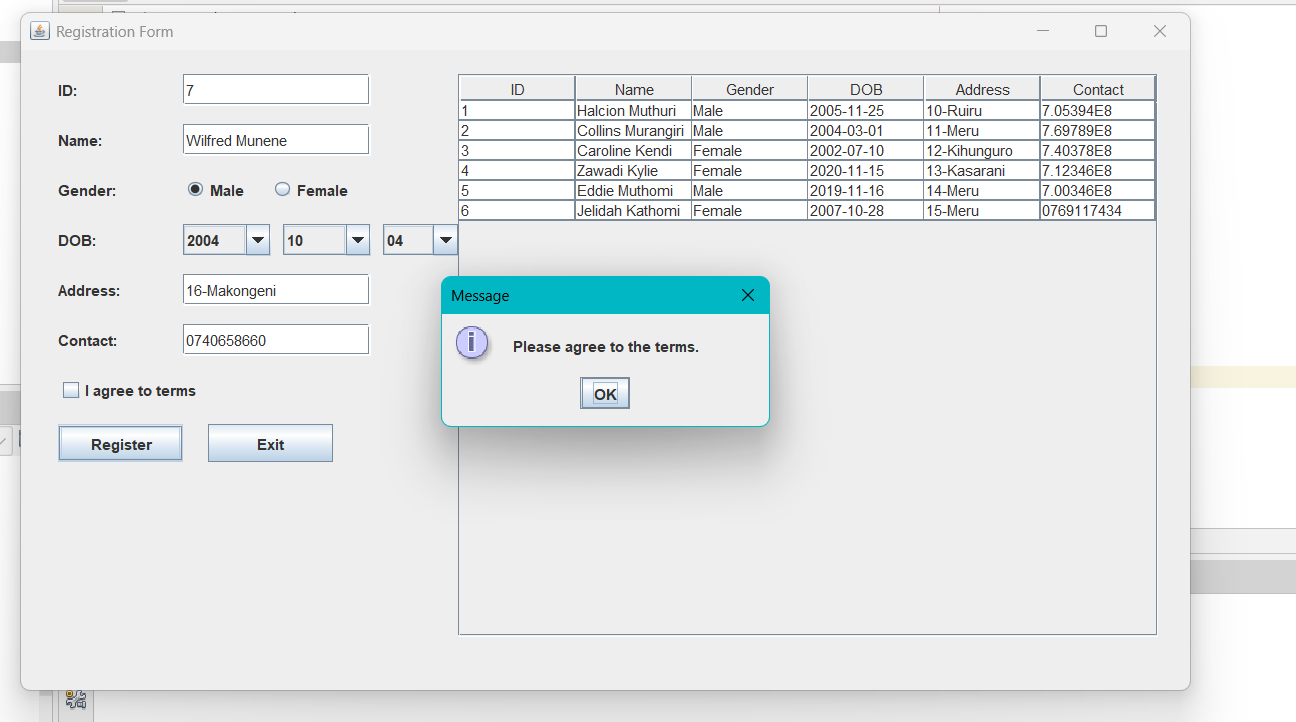 Registration Form
ID: 7
Name: Wilfred Munene
Gender: Male Female
DOB: 2004 10 04
Address: 16-Makongeni
Contact: 0740658660
I agree to terms
Register Exit
ID Name Gender DOB Address Contact
1 Halcion Muthuri Male 2005-11-25 10-Ruiru 7.05394E8
2 Collins Murangiri Male 2004-03-01 11-Meru 7.69789E8
3 Caroline Kendi Female 2002-07-10 12-Kihunguro 7.40378E8
4 Zawadi Kylie Female 2020-11-15 13-Kasarani 7.12346E8
5 Eddie Muthomi Male 2019-11-16 14-Meru 7.00346E8
6 Jelidah Kathomi Female 2007-10-28 15-Meru 0769117434
Message
Please agree to the terms.
OK